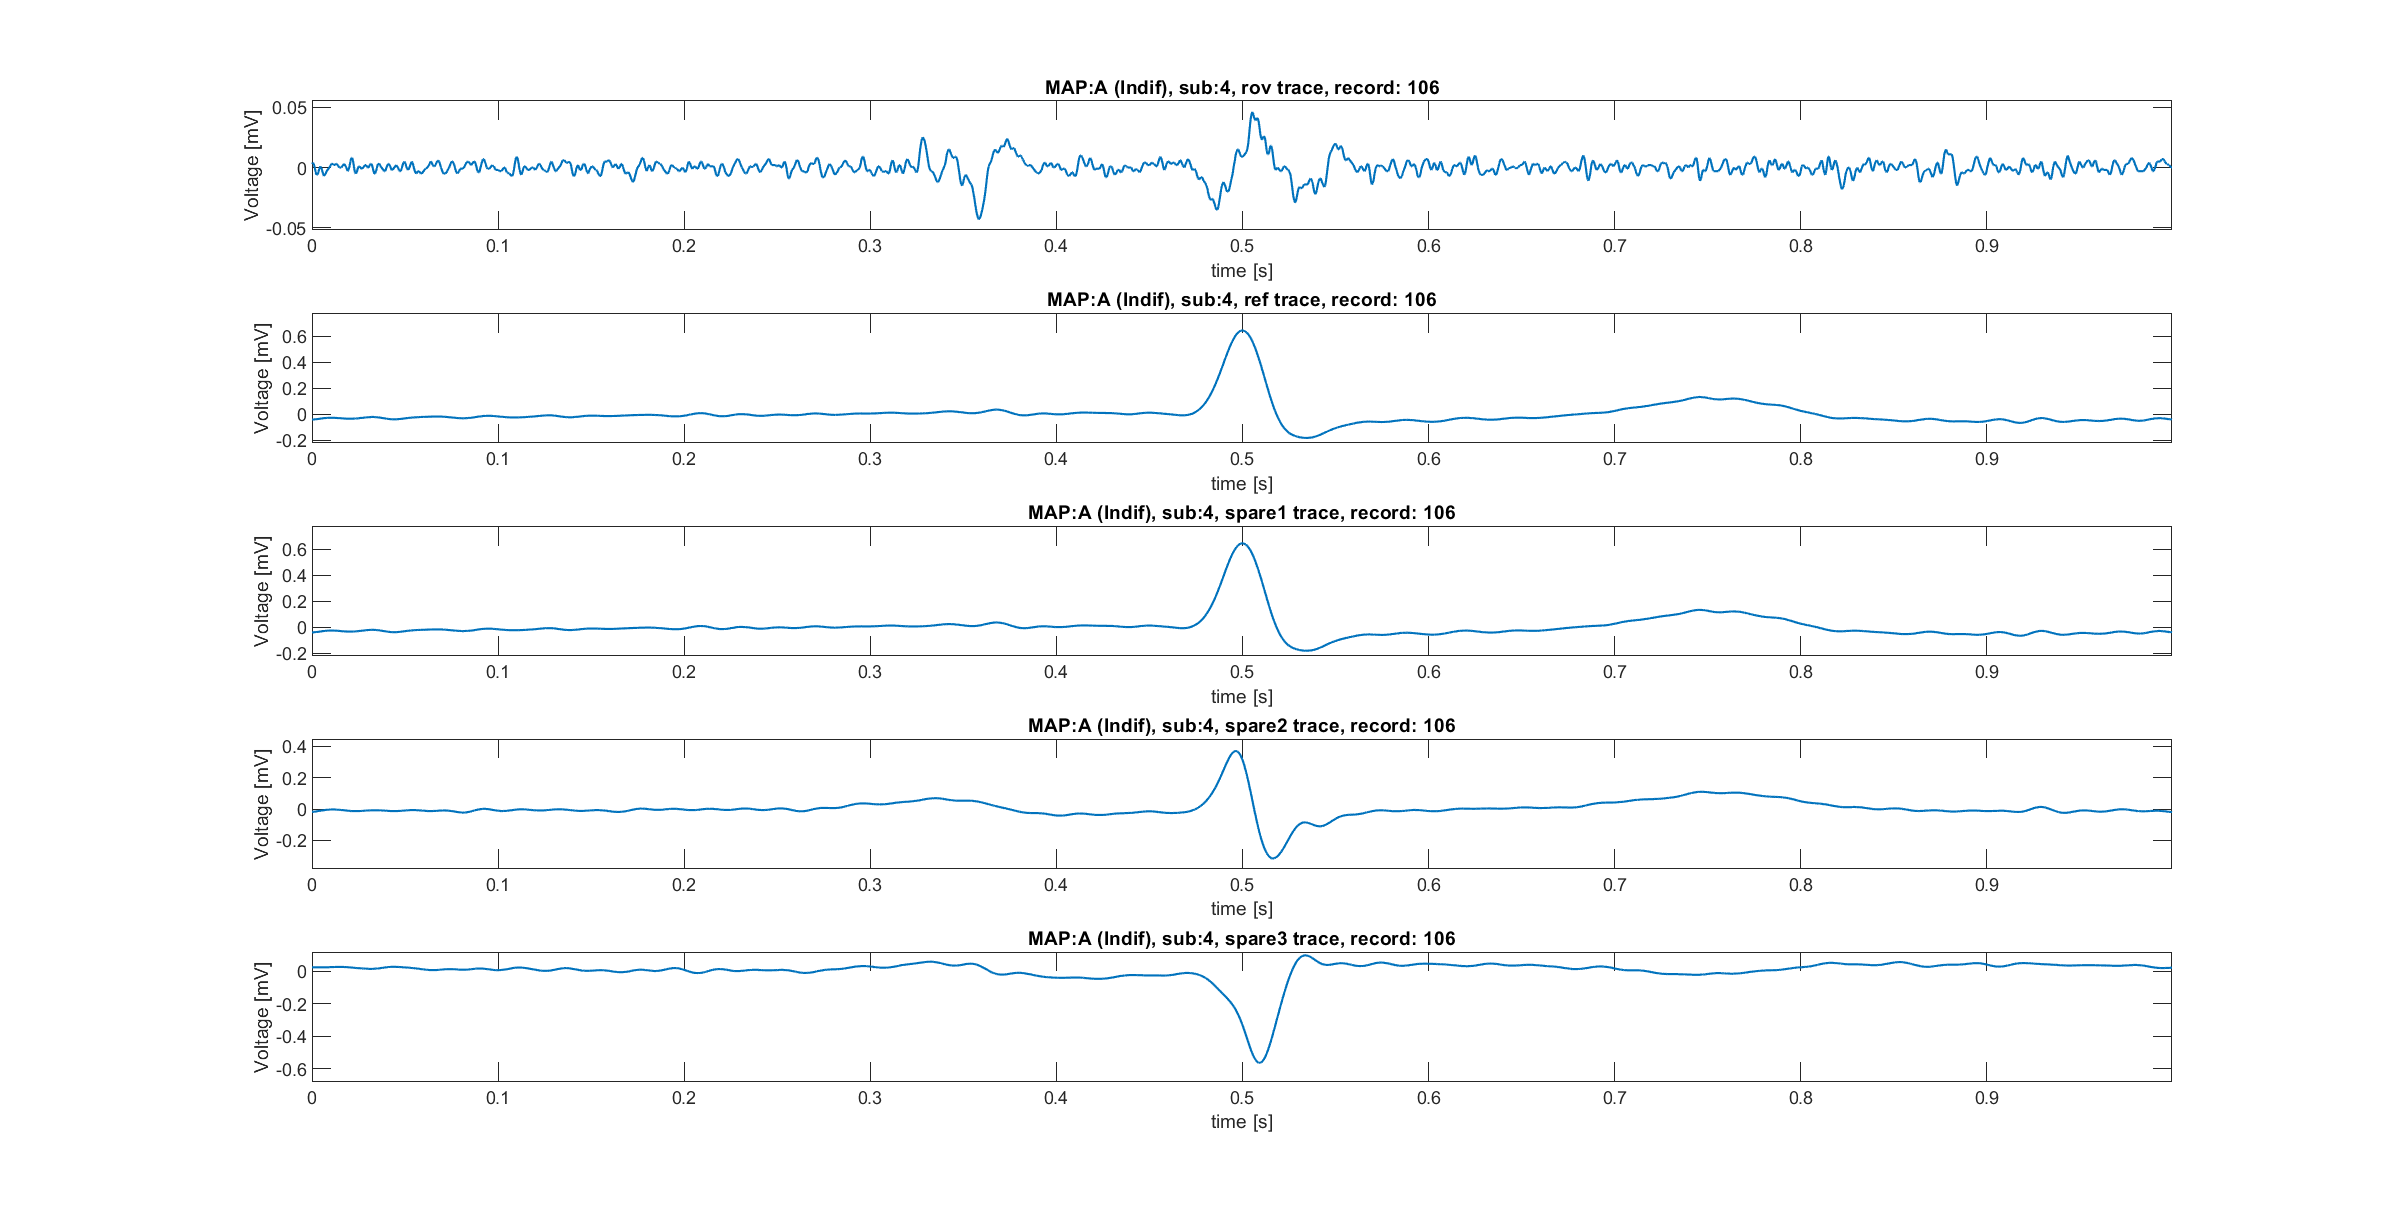 MAP:A (Indif), sub:4, rov trace, record: 106
Voltage [mV]
0.05
0
-0.05
0 0.1 0.2 0.3 0.4 0.5 0.6 0.7 0.8 0.9
time [s]
MAP:A (Indif), sub:4, ref trace, record: 106
Voltage [mV]
0.6
0.4
0.2
0
-0.2
0 0.1 0.2 0.3 0.4 0.5 0.6 0.7 0.8 0.9
time [s]
MAP:A (Indif), sub:4, spare1 trace, record: 106
Voltage [mV]
0.6
0.4
0.2
0
-0.2
0 0.1 0.2 0.3 0.4 0.5 0.6 0.7 0.8 0.9
time [s]
MAP:A (Indif), sub:4, spare2 trace, record: 106
Voltage [mV]
0.4
0.2
0
-0.2
0 0.1 0.2 0.3 0.4 0.5 0.6 0.7 0.8 0.9
time [s]
MAP:A (Indif), sub:4, spare3 trace, record: 106
Voltage [mV]
0
-0.2
-0.4
-0.6
0 0.1 0.2 0.3 0.4 0.5 0.6 0.7 0.8 0.9
time [s]